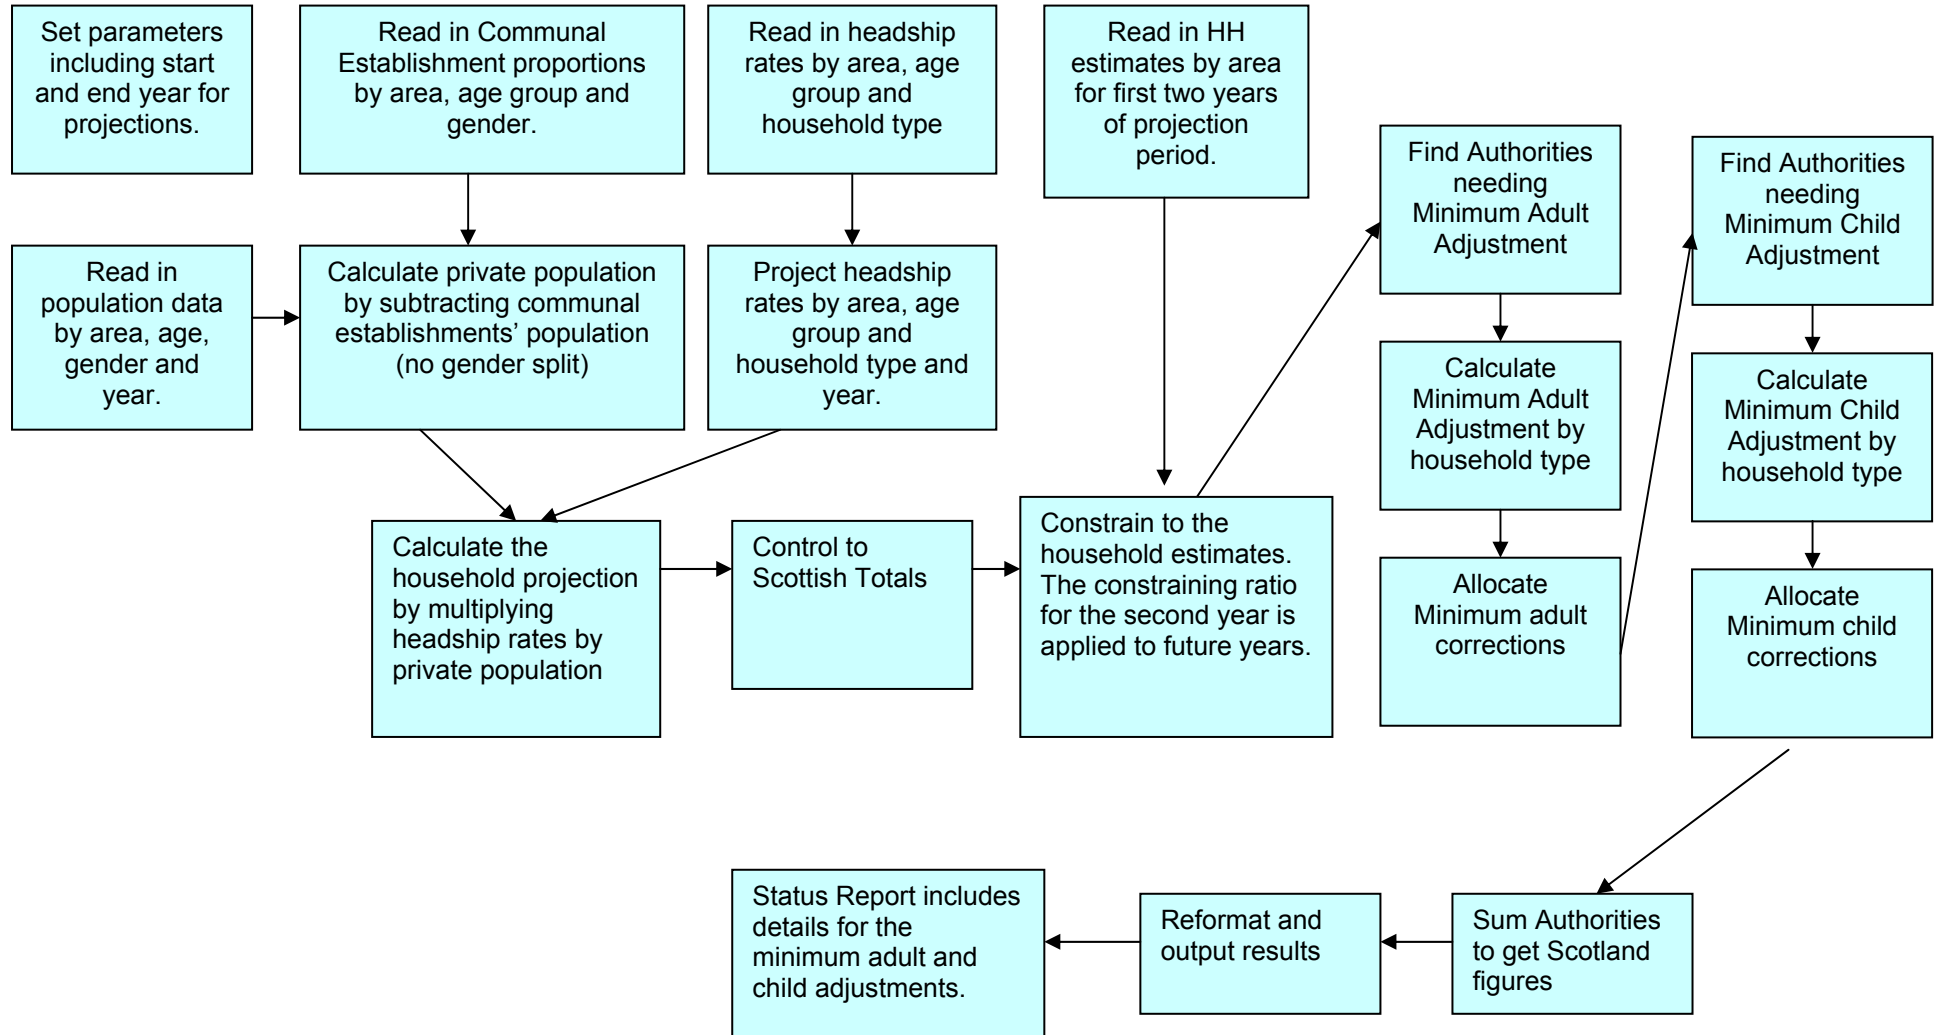 Set parameters
including start
and end year for
projections.
Read in Communal
Establishment proportions
by area, age group and
gender.
Read in headship
rates by area, age
group and
household type
Read in HH
estimates by area
for first two years
of projection
period.
Find Authorities
needing
Minimum Adult
Adjustment
Find Authorities
needing
Minimum Child
Adjustment
Read in
population data
by area, age,
gender and
year.
Calculate private population
by subtracting communal
establishments’ population
(no gender split)
Project headship
rates by area, age
group and
household type and
year.
Calculate
Minimum Adult
Adjustment by
household type
Calculate
Minimum Child
Adjustment by
household type
Calculate the
household projection
by multiplying
headship rates by
private population
Control to
Scottish Totals
Constrain to the
household estimates.
The constraining ratio
for the second year is
applied to future years.
Allocate
Minimum adult
corrections
Allocate
Minimum child
corrections
Status Report includes
details for the
minimum adult and
child adjustments.
Reformat and
output results
Sum Authorities
to get Scotland
figures